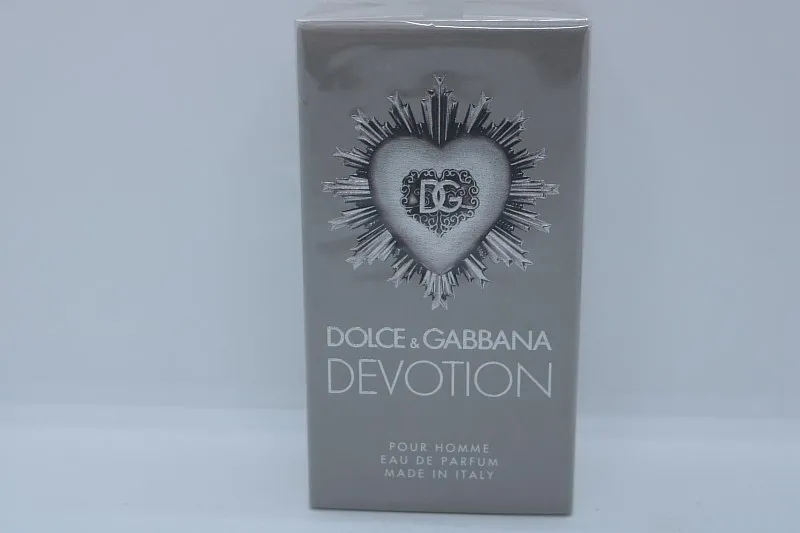 DG
DOLCE & GABBANA
DEVOTION
POUR HOMME
EAU DE PARFUM
MADE IN ITALY